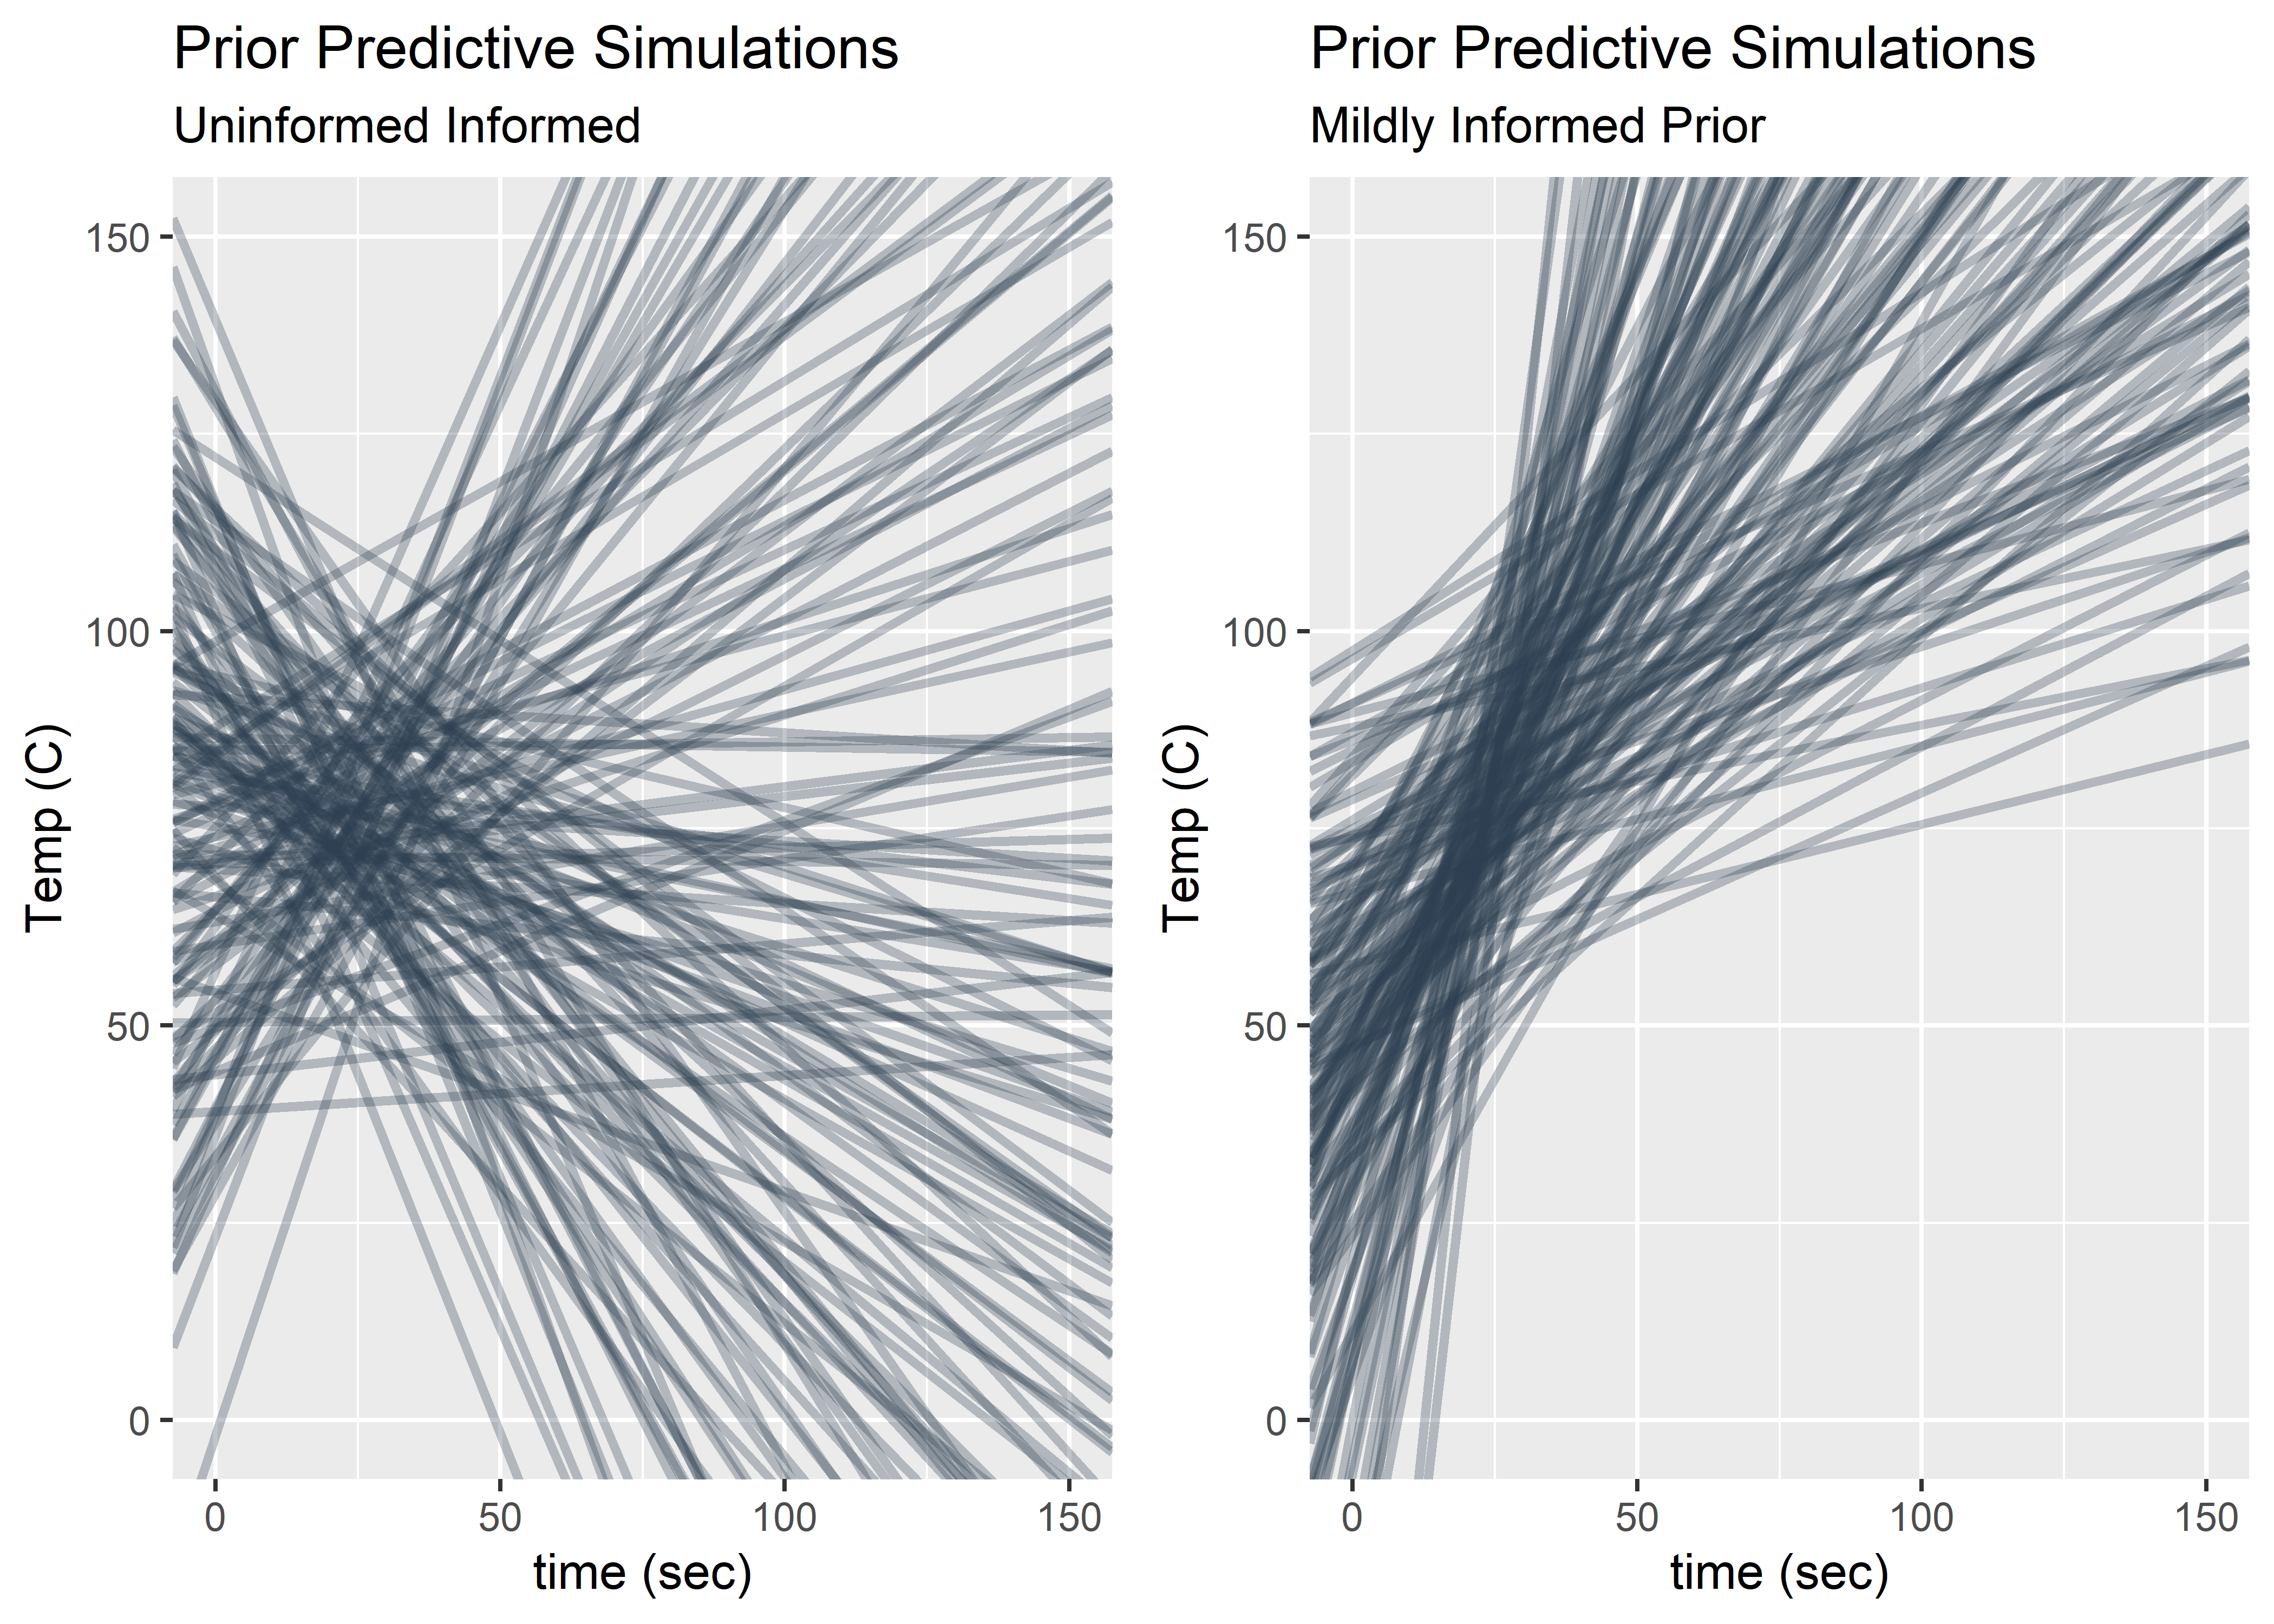 Prior Predictive Simulations
Uninformed Informed
150
100
50
0
Temp (C)
0 50 100 150
time (sec)
Prior Predictive Simulations
Mildly Informed Prior
150
100
50
0
Temp (C)
0 50 100 150
time (sec)